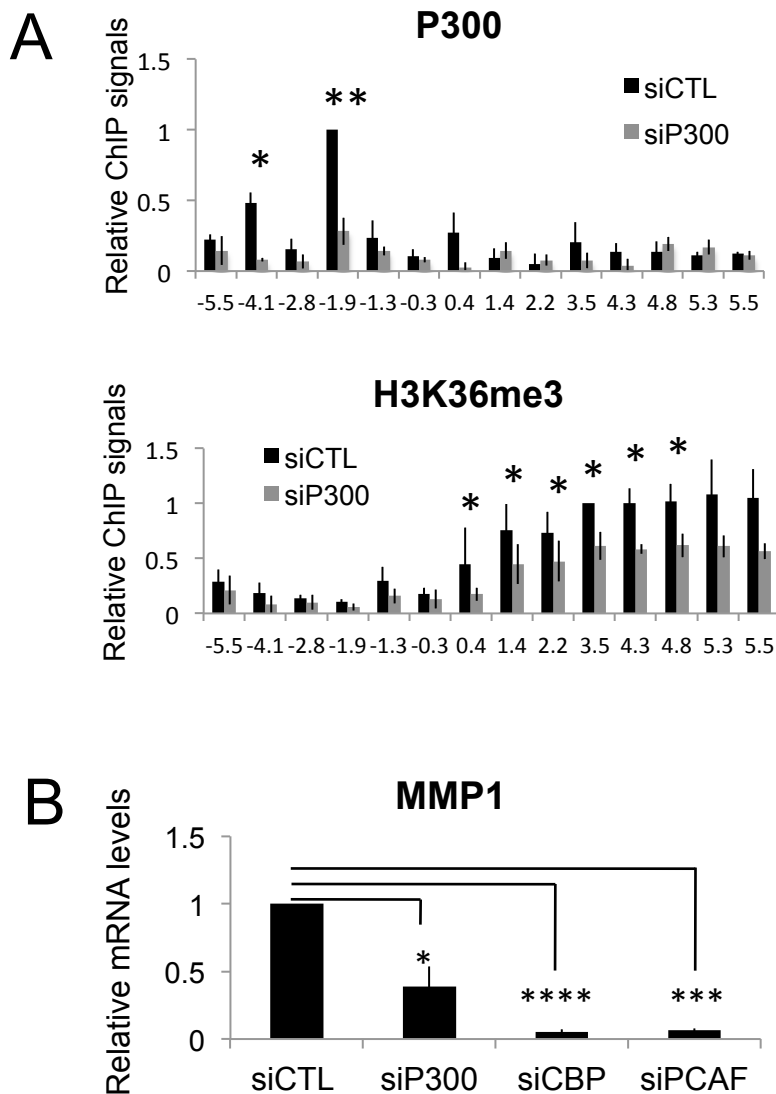 A
P300
Relative ChIP signals
1.5
1
0.5
0
siCTL
siP300
*
**
-5.5 -4.1 -2.8 -1.9 -1.3 -0.3 0.4 1.4 2.2 3.5 4.3 4.8 5.3 5.5
H3K36me3
Relative ChIP signals
1.5
1
0.5
0
siCTL
siP300
* * * * * *
-5.5 -4.1 -2.8 -1.9 -1.3 -0.3 0.4 1.4 2.2 3.5 4.3 4.8 5.3 5.5
B
MMP1
Relative mRNA levels
1.5
1
0.5
0
*
**** ***
siCTL siP300 siCBP siPCAF